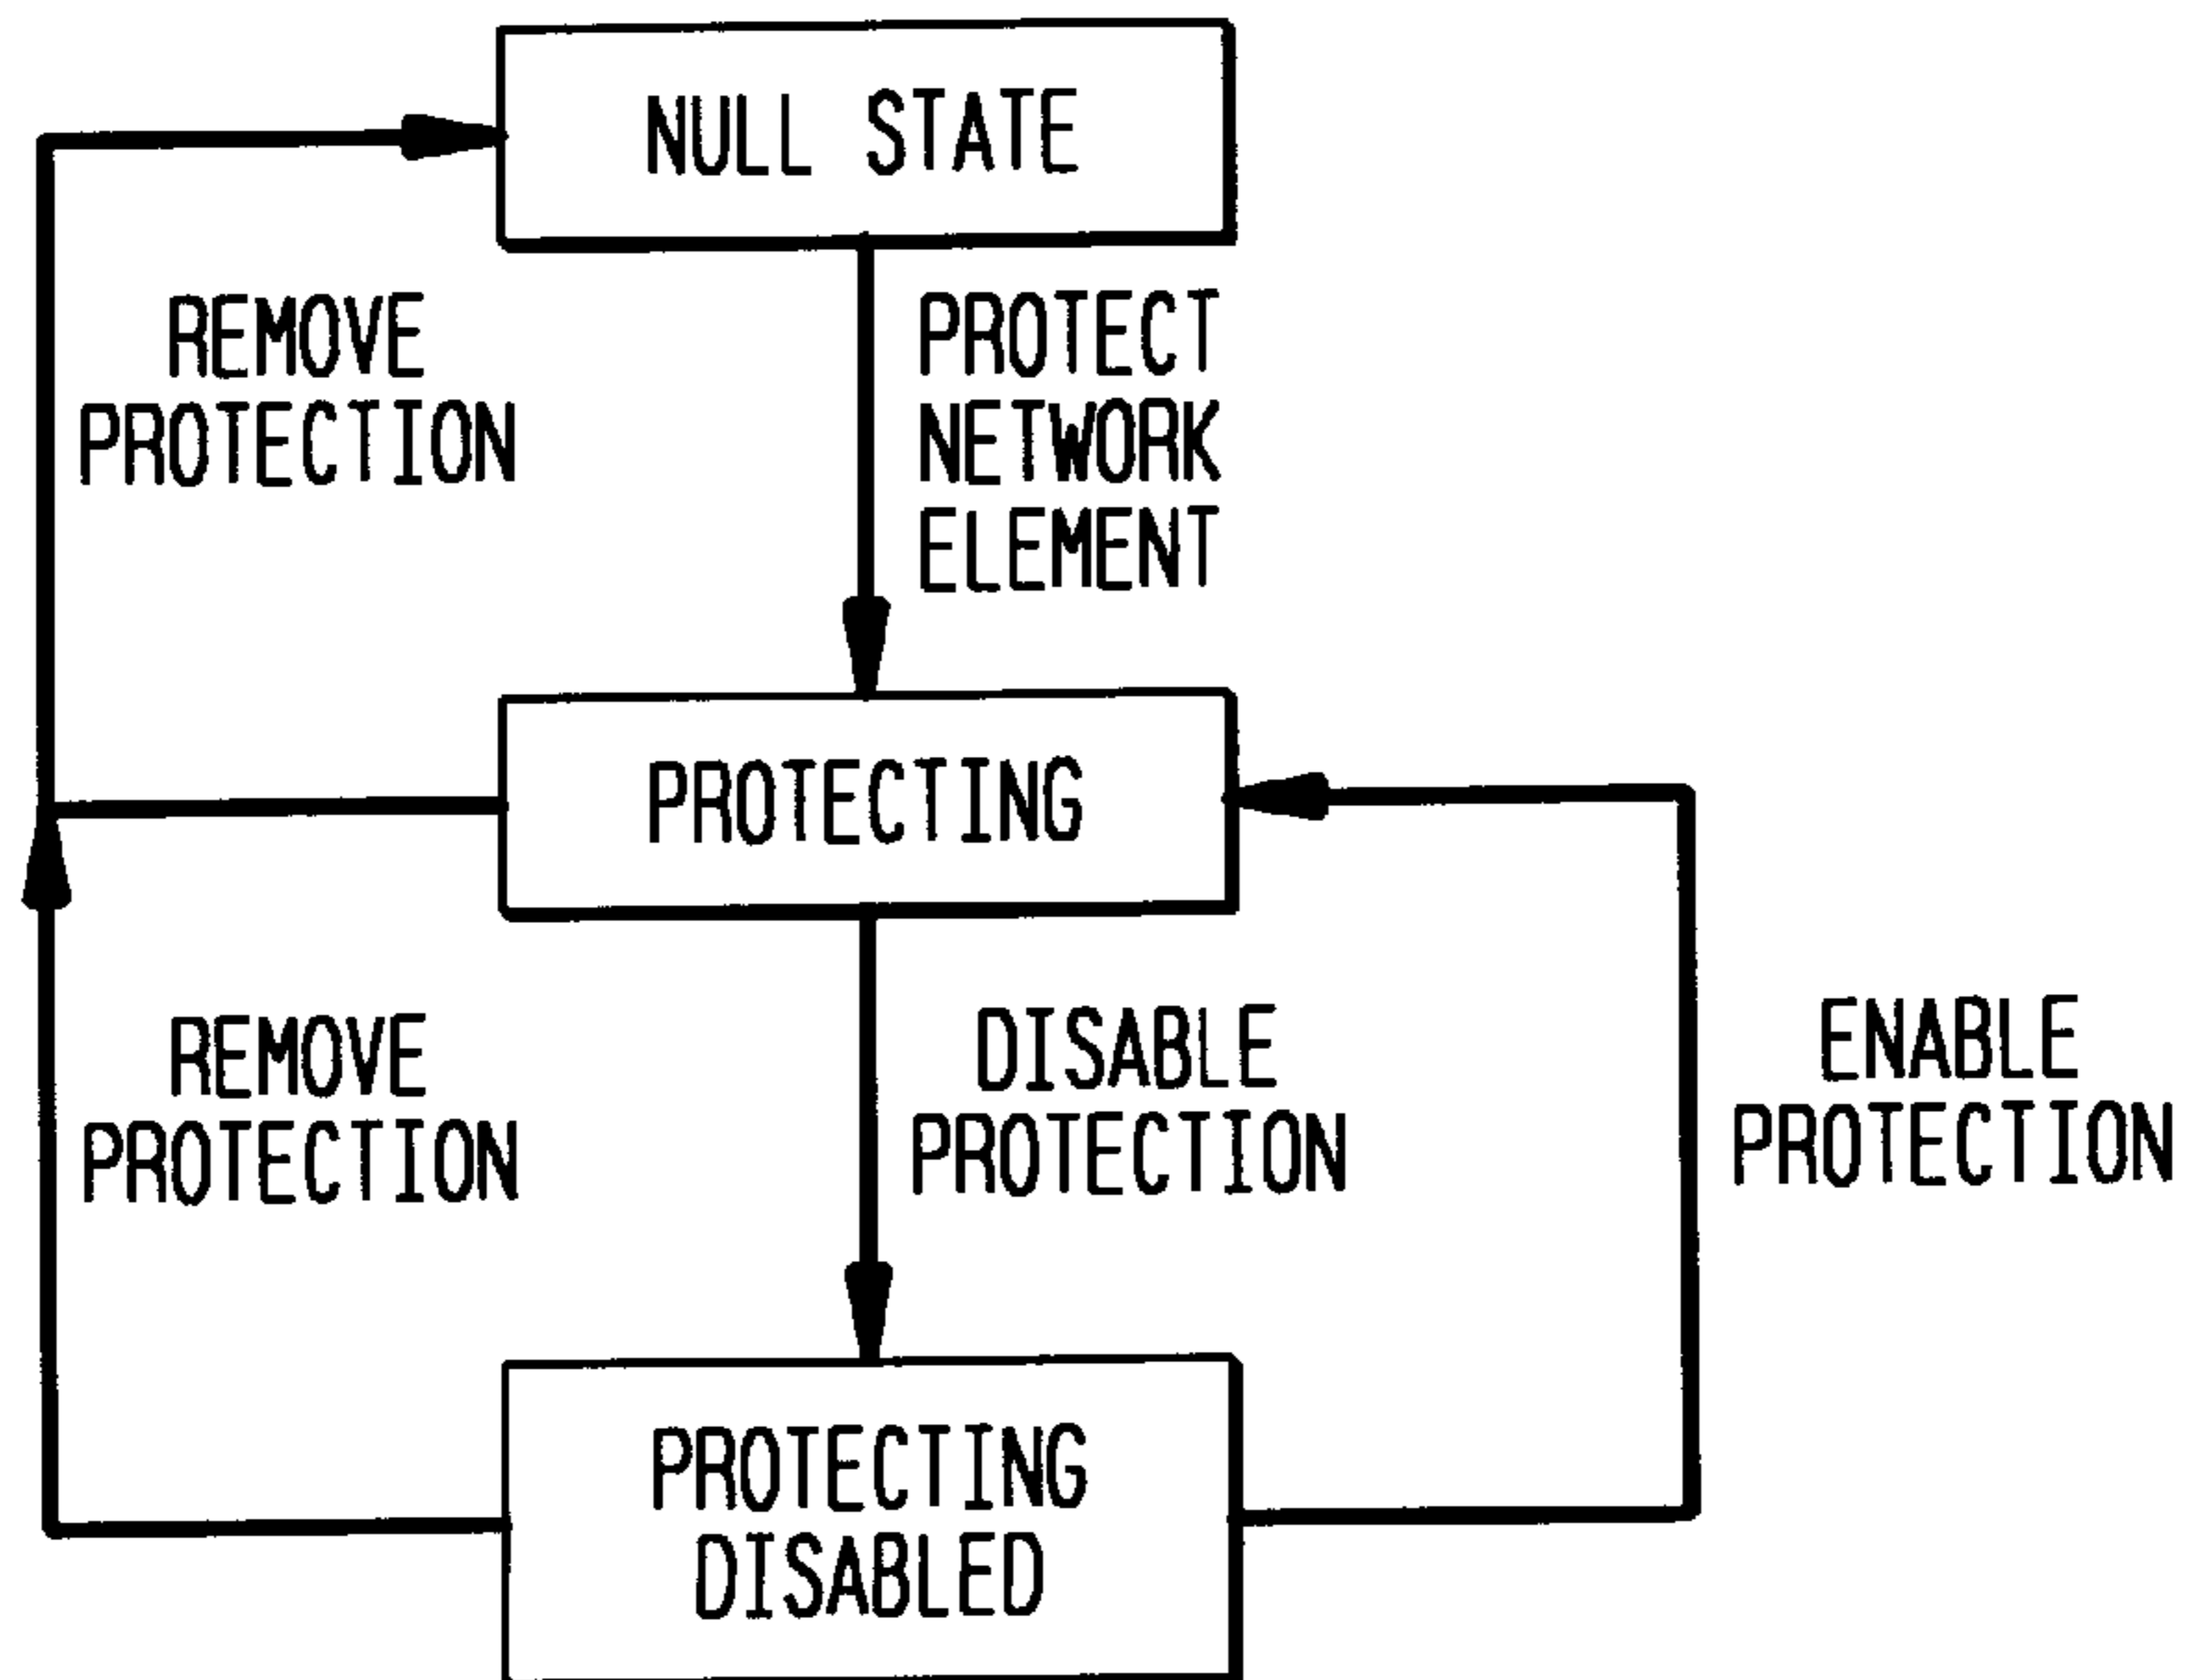 NULL STATE
REMOVE
PROTECTION
PROTECT
NETWORK
ELEMENT
PROTECTING
REMOVE
PROTECTION
DISABLE
PROTECTION
ENABLE
PROTECTION
PROTECTING
DISABLED